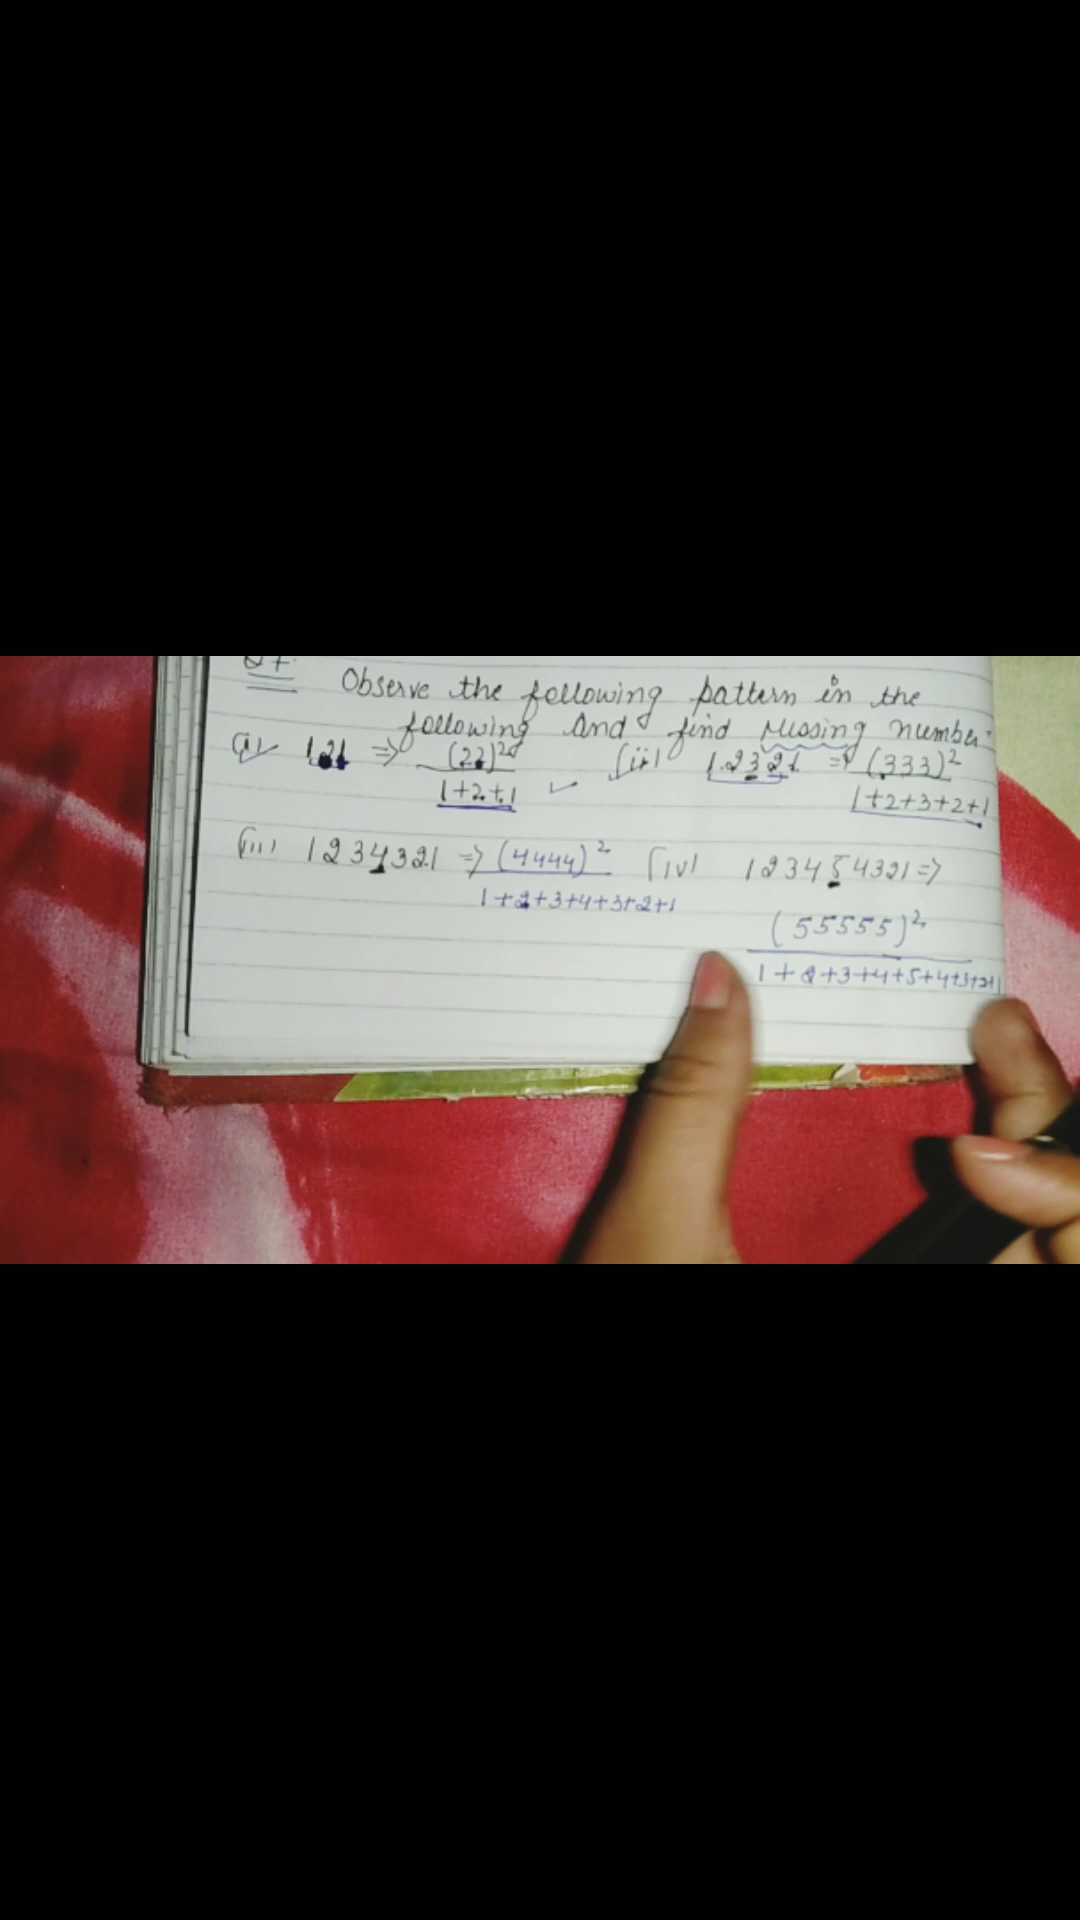 Q7.
Observe the following pattern in the
following and find missing number
(i) 121 ⇒ (22)² / 1+2+1 ✓ (ii) 12321 ⇒ (333)² / 1+2+3+2+1
(iii) 1234321 ⇒ (4444)² / 1+2+3+4+3+2+1 (iv) 123454321 ⇒
(55555)²
1+2+3+4+5+4+3+2+1